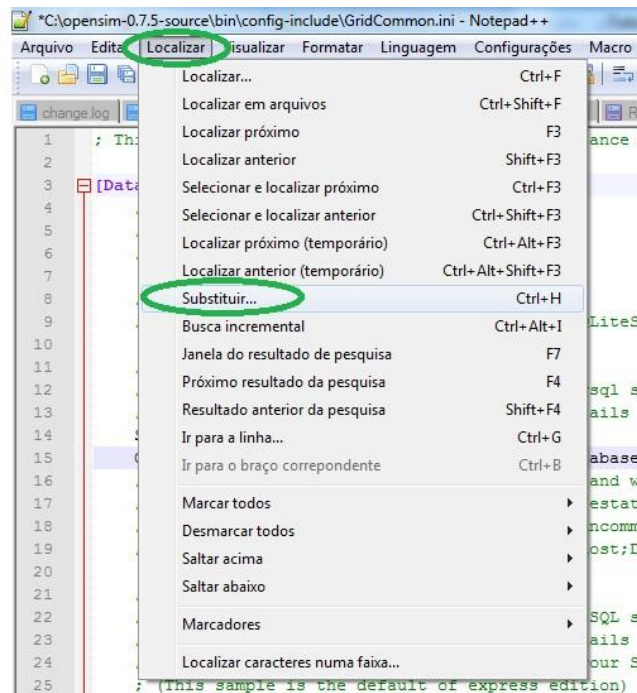 *C:\opensim-0.7.5-source\bin\config-include\GridCommon.ini - Notepad++
Arquivo Edita Localizar Visualizar Formatar Linguagem Configurações Macro
change.log
Localizar... Ctrl+F
Localizar em arquivos Ctrl+Shift+F
Localizar próximo F3
Localizar anterior Shift+F3
Selecionar e localizar próximo Ctrl+F3
Selecionar e localizar anterior Ctrl+Shift+F3
Localizar próximo (temporário) Ctrl+Alt+F3
Localizar anterior (temporário) Ctrl+Alt+Shift+F3
Substituir... Ctrl+H
Busca incremental Ctrl+Alt+I
Janela do resultado de pesquisa F7
Próximo resultado da pesquisa F4
Resultado anterior da pesquisa Shift+F4
Ir para a linha... Ctrl+G
Ir para o braço correpondente Ctrl+B
Marcar todos
Desmarcar todos
Saltar acima
Saltar abaixo
Marcadores
Localizar caracteres numa faixa...
1 ; Thi ance
2
3 [Data
4
5
6
7
8
9 LiteS
10
11
12 sql s
13 ails
14
15 abase
16 and w
17 estat
18 ncomm
19 ost;D
20
21
22 SQL s
23 ails
24 our S
25 ; (This sample is the default of express edition)